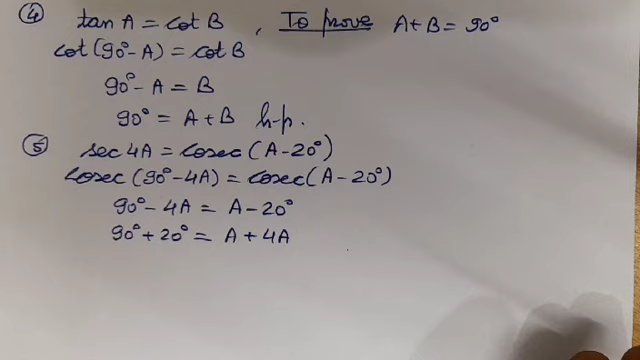 ④ tan A = cot B , To prove A+B = 90°
cot (90°- A) = cot B
90° - A = B
90° = A + B h-p.
⑤ sec 4A = cosec (A - 20°)
cosec (90° - 4A) = cosec (A - 20°)
90° - 4A = A - 20°
90° + 20° = A + 4A